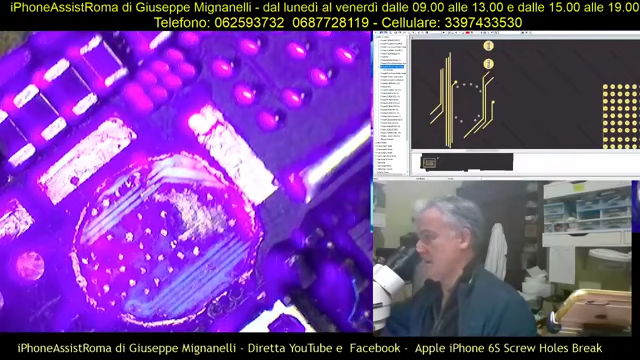 iPhoneAssistRoma di Giuseppe Mignanelli - dal lunedì al venerdì dalle 09.00 alle 13.00 e dalle 15.00 alle 19.00
Telefono: 062593732 0687728119 - Cellulare: 3397433530
iPhoneAssistRoma di Giuseppe Mignanelli - Diretta YouTube e Facebook - Apple iPhone 6S Screw Holes Break